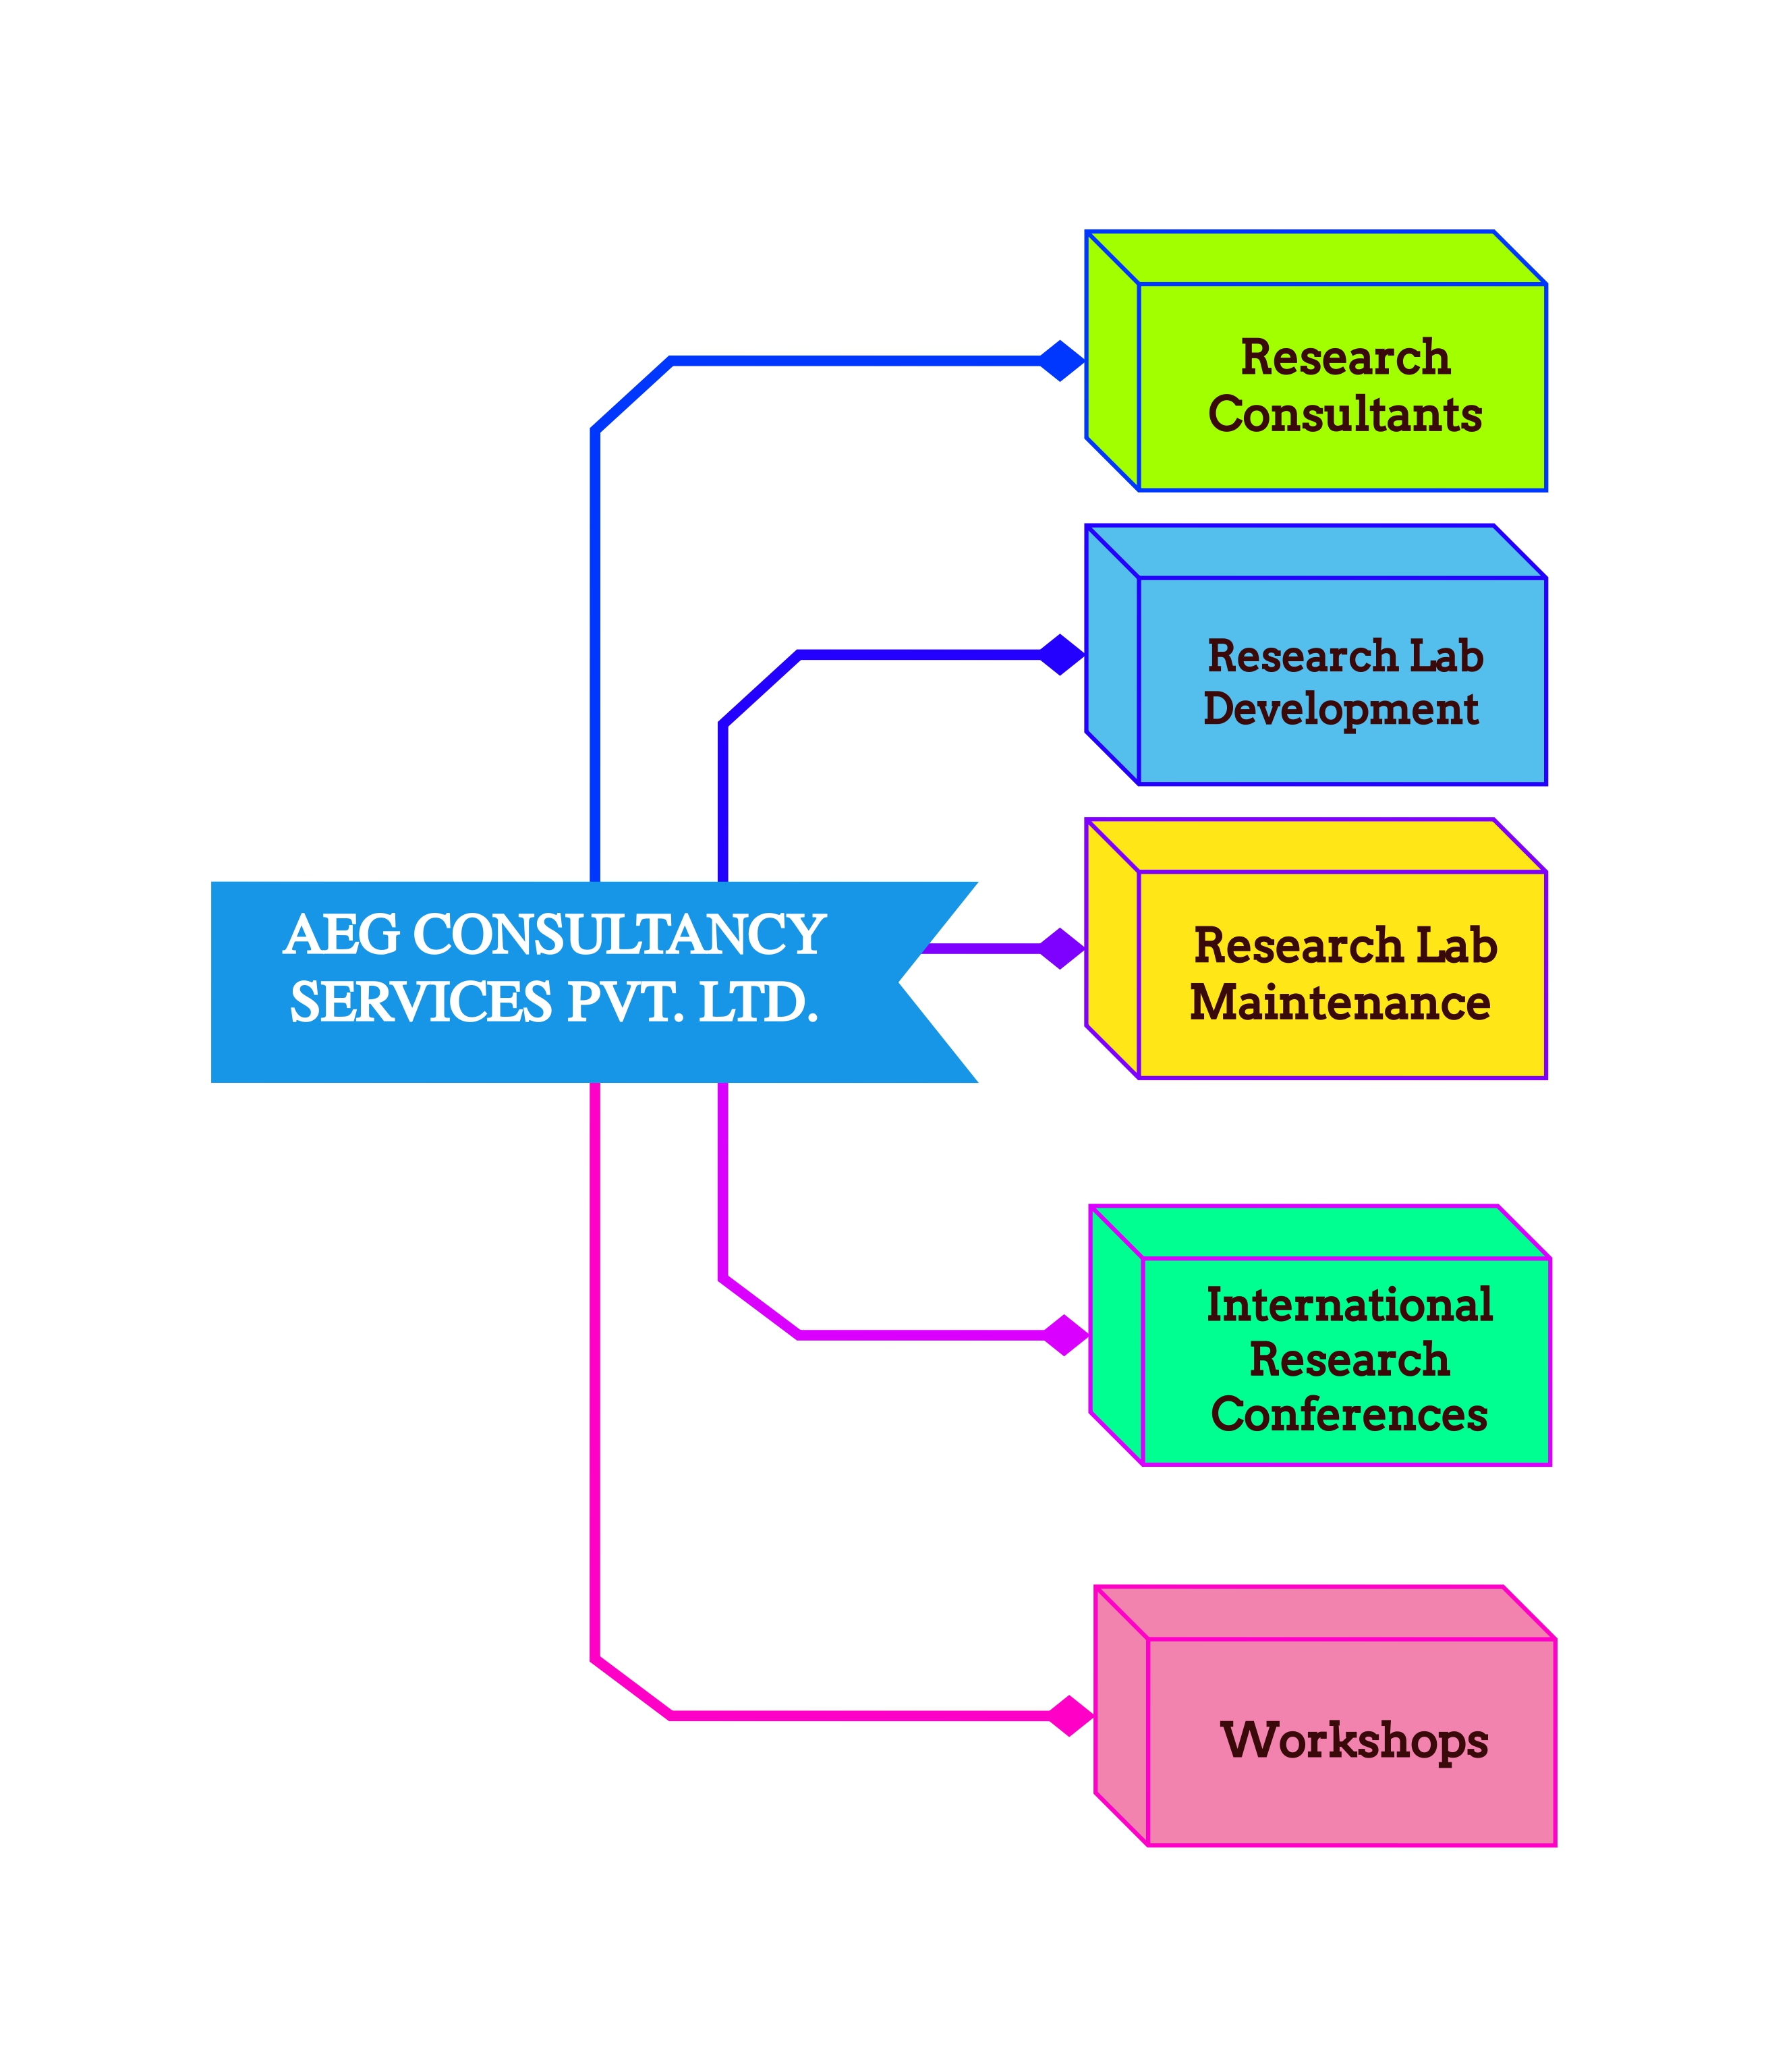 Research
Consultants
Research Lab
Development
AEG CONSULTANCY
SERVICES PVT. LTD.
Research Lab
Maintenance
International
Research
Conferences
Workshops